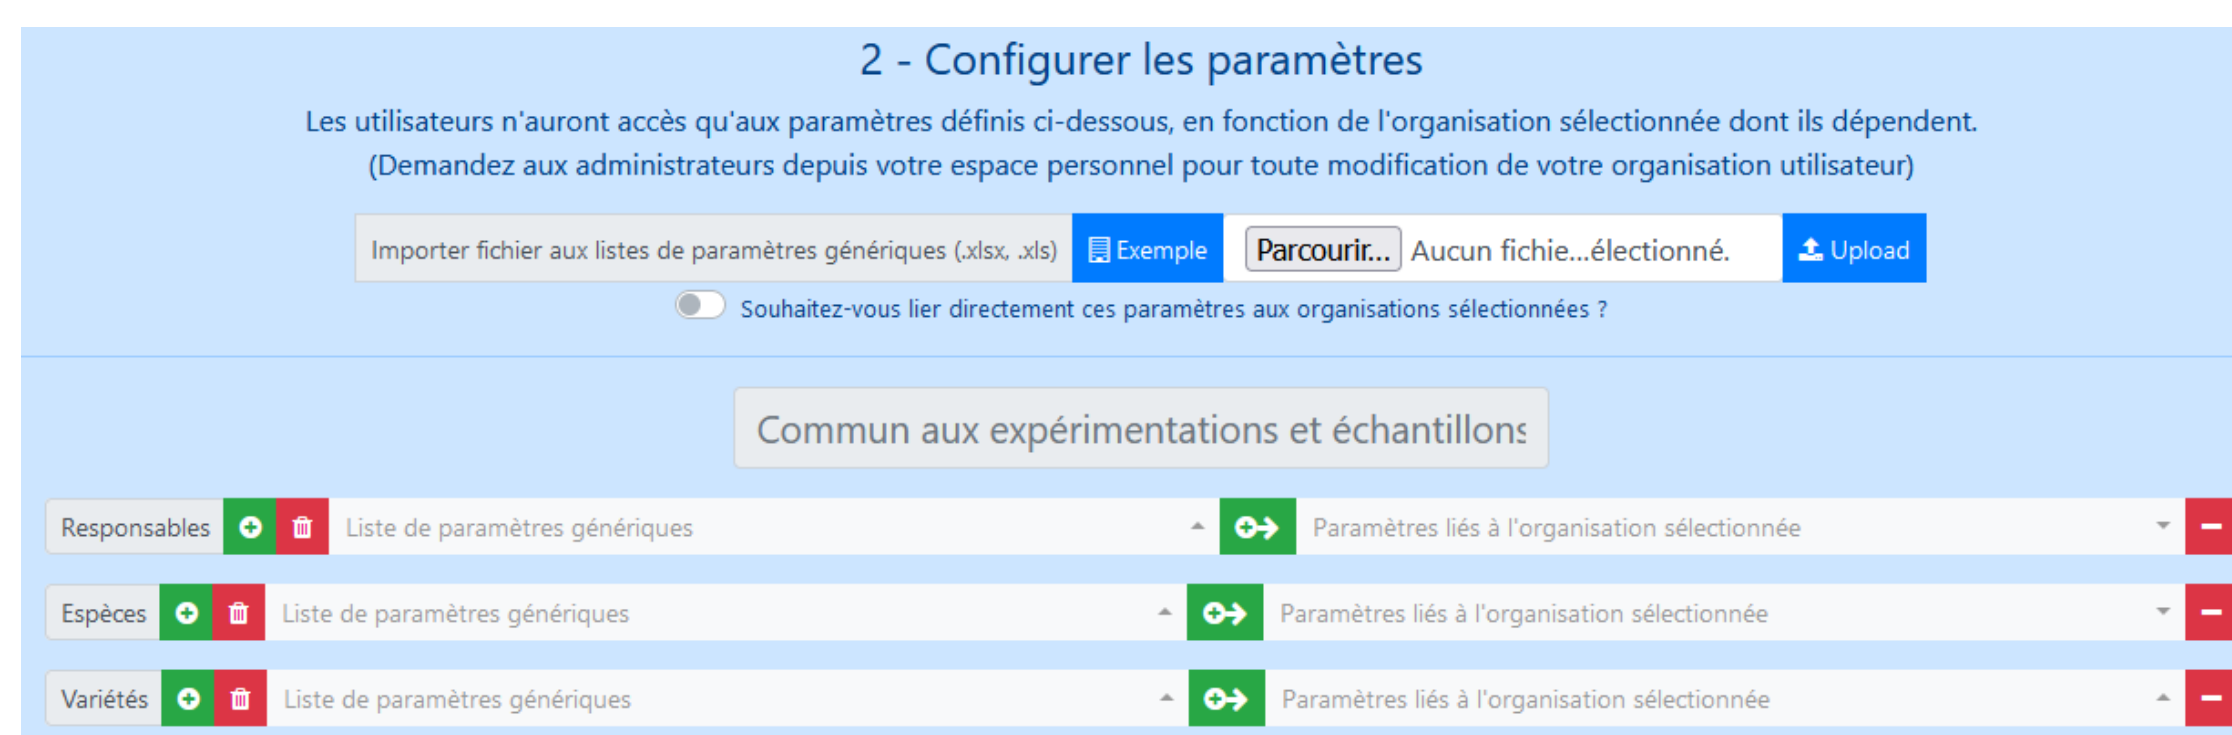 2 - Configurer les paramètres
Les utilisateurs n'auront accès qu'aux paramètres définis ci-dessous, en fonction de l'organisation sélectionnée dont ils dépendent.
(Demandez aux administrateurs depuis votre espace personnel pour toute modification de votre organisation utilisateur)
Importer fichier aux listes de paramètres génériques (.xlsx, .xls) Exemple Parcourir... Aucun fichie...électionné. Upload
Souhaitez-vous lier directement ces paramètres aux organisations sélectionnées ?
Commun aux expérimentations et échantillons
Responsables Liste de paramètres génériques Paramètres liés à l'organisation sélectionnée
Espèces Liste de paramètres génériques Paramètres liés à l'organisation sélectionnée
Variétés Liste de paramètres génériques Paramètres liés à l'organisation sélectionnée